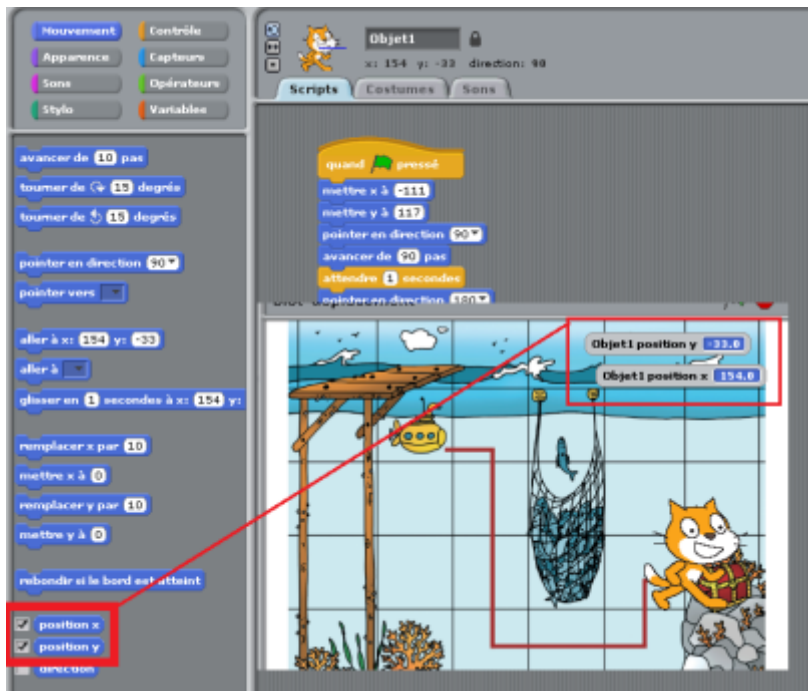 Mouvement Contrôle
Apparence Capteurs
Sons Opérateurs
Stylo Variables
Objet1
x: 154 y: -33 direction: 90
Scripts Costumes Sons
avancer de 10 pas
tourner de 15 degrés
tourner de 15 degrés
pointer en direction 90
pointer vers
aller à x: 154 y: -33
aller à
glisser en 1 secondes à x: 154 y:
remplacer x par 10
mettre x à 0
remplacer y par 10
mettre y à 0
rebondir si le bord est atteint
position x
position y
direction
quand pressé
mettre x à -111
mettre y à 117
pointer en direction 90
avancer de 90 pas
attendre 1 secondes
pointer en direction 180
Objet1 position y -33.0
Objet1 position x 154.0